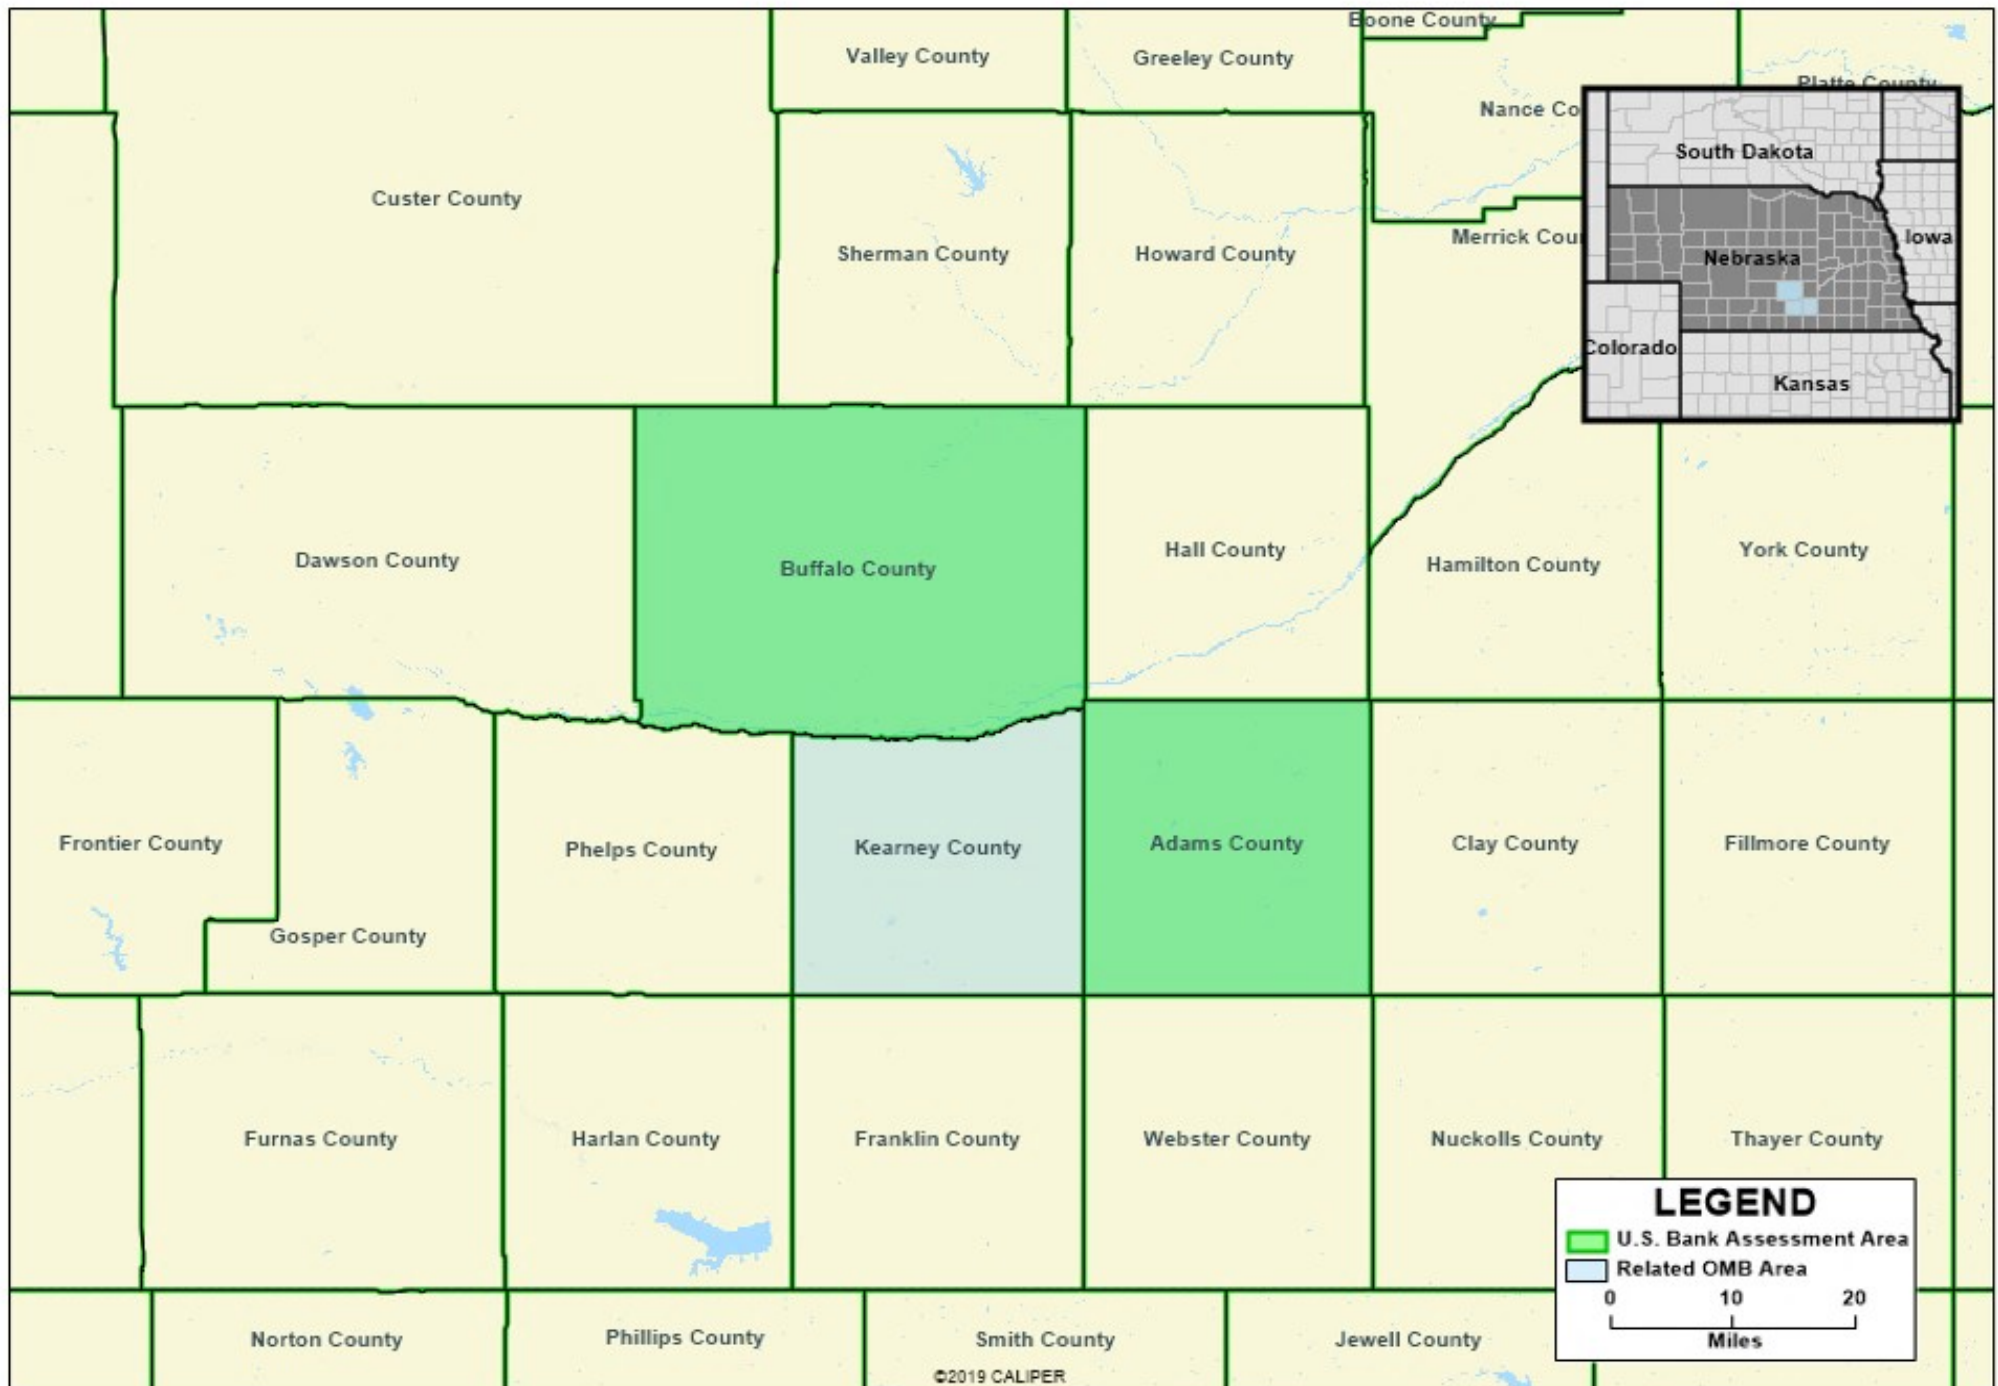 Boone County
Valley County
Greeley County
Platte County
Nance Co
South Dakota
Custer County
Merrick Cou
Iowa
Sherman County
Howard County
Nebraska
Colorado
Kansas
Dawson County
Buffalo County
Hall County
Hamilton County
York County
Frontier County
Phelps County
Kearney County
Adams County
Clay County
Fillmore County
Gosper County
Furnas County
Harlan County
Franklin County
Webster County
Nuckolls County
Thayer County
LEGEND
U.S. Bank Assessment Area
Related OMB Area
0 10 20
Miles
Norton County
Phillips County
Smith County
Jewell County
©2019 CALIPER